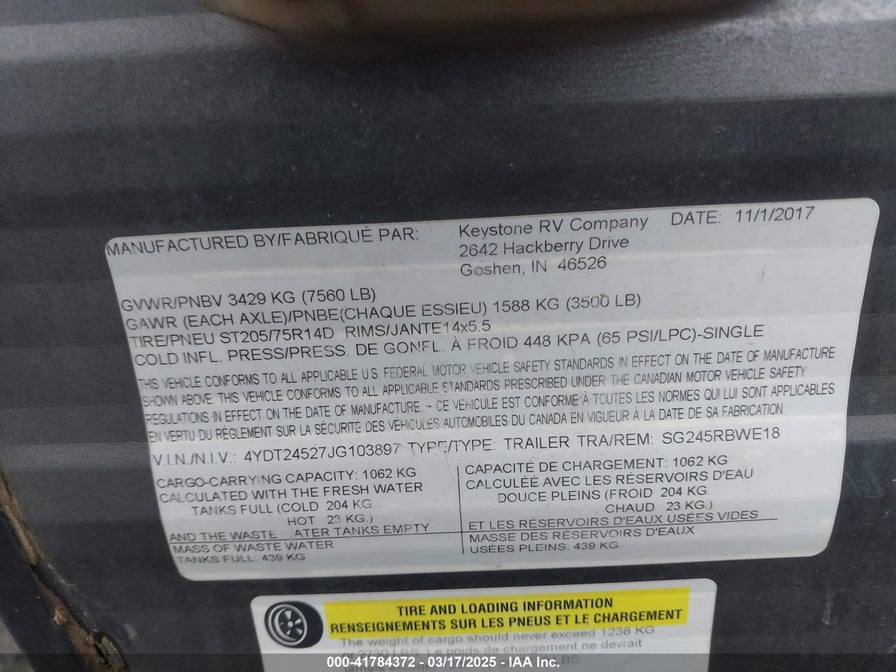 MANUFACTURED BY/FABRIQUÉ PAR: Keystone RV Company DATE: 11/1/2017
2642 Hackberry Drive
Goshen, IN 46526
GVWR/PNBV 3429 KG (7560 LB)
GAWR (EACH AXLE)/PNBE(CHAQUE ESSIEU) 1588 KG (3500 LB)
TIRE/PNEU ST205/75R14D RIMS/JANTE14x5.5
COLD INFL. PRESS/PRESS. DE GONFL. À FROID 448 KPA (65 PSI/LPC)-SINGLE
THIS VEHICLE CONFORMS TO ALL APPLICABLE U.S. FEDERAL MOTOR VEHICLE SAFETY STANDARDS IN EFFECT ON THE DATE OF MANUFACTURE
SHOWN ABOVE THIS VEHICLE CONFORMS TO ALL APPLICABLE STANDARDS PRESCRIBED UNDER THE CANADIAN MOTOR VEHICLE SAFETY
REGULATIONS IN EFFECT ON THE DATE OF MANUFACTURE. ~ CE VEHICULE EST CONFORME À TOUTES LES NORMES QUI LUI SONT APPLICABLES
EN VERTU DU RÈGLEMENT SUR LA SÉCURITÉ DES VÉHICULES AUTOMOBILES DU CANADA EN VIGUEUR À LA DATE DE SA FABRICATION.
V.I.N./N.I.V.: 4YDT24527JG103897 TYPE/TYPE: TRAILER TRA/REM: SG245RBWE18
CARGO-CARRYING CAPACITY: 1062 KG
CALCULATED WITH THE FRESH WATER
TANKS FULL (COLD 204 KG.
HOT 23 KG.)
AND THE WASTE WATER TANKS EMPTY
MASS OF WASTE WATER
TANKS FULL: 439 KG
CAPACITÉ DE CHARGEMENT: 1062 KG
CALCULÉE AVEC LES RÉSERVOIRS D'EAU
DOUCE PLEINS (FROID 204 KG.
CHAUD 23 KG.)
ET LES RÉSERVOIRS D'EAUX USÉES VIDES
MASSE DES RÉSERVOIRS D'EAUX
USÉES PLEINS: 439 KG.
TIRE AND LOADING INFORMATION
RENSEIGNEMENTS SUR LES PNEUS ET LE CHARGEMENT
The weight of cargo should never exceed 1238 KG
Le poids de chargement ne devrait
000-41784372 — 03/17/2025 — IAA Inc.